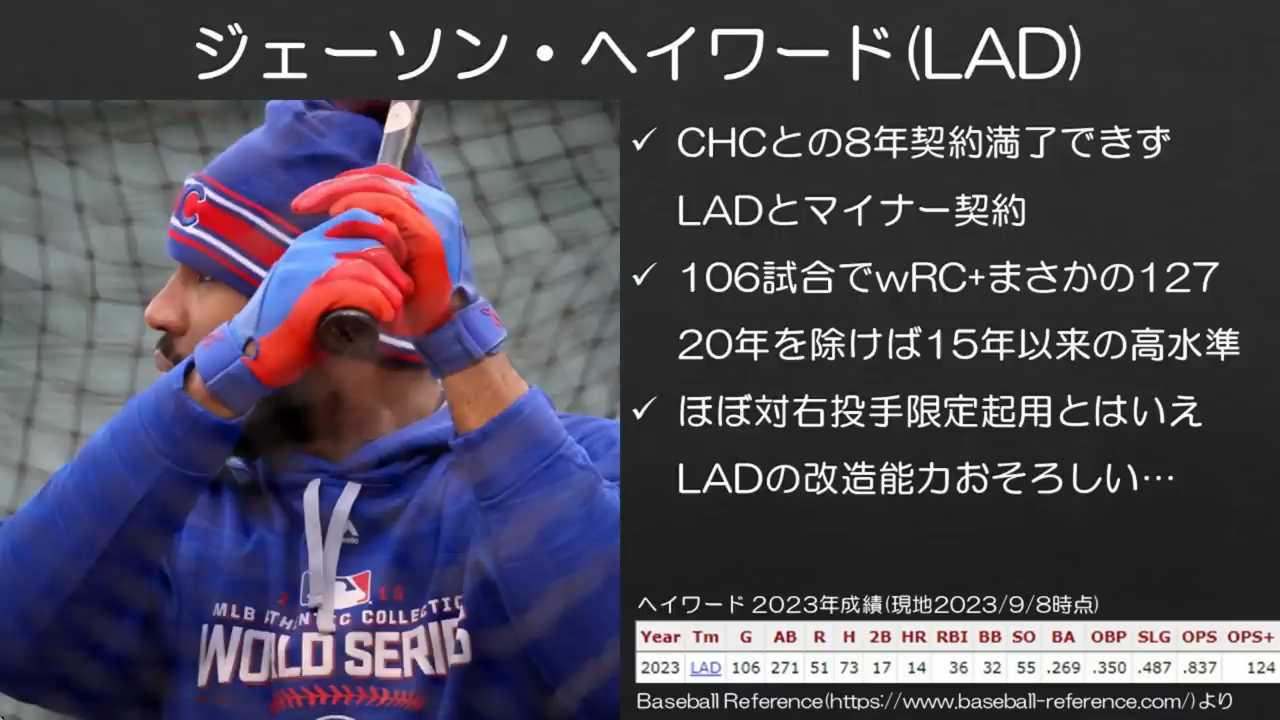 ジェーソン・ヘイワード(LAD)
✓ CHCとの8年契約満了できず
LADとマイナー契約
✓ 106試合でwRC+まさかの127
20年を除けば15年以来の高水準
✓ ほぼ対右投手限定起用とはいえ
LADの改造能力おそろしい…
C
MLB AUTHENTIC COLLECTION
WORLD SERIES
ヘイワード 2023年成績(現地2023/9/8時点)
Year Tm G AB R H 2B HR RBI BB SO BA OBP SLG OPS OPS+
2023 LAD 106 271 51 73 17 14 36 32 55 .269 .350 .487 .837 124
Baseball Reference(https://www.baseball-reference.com/)より